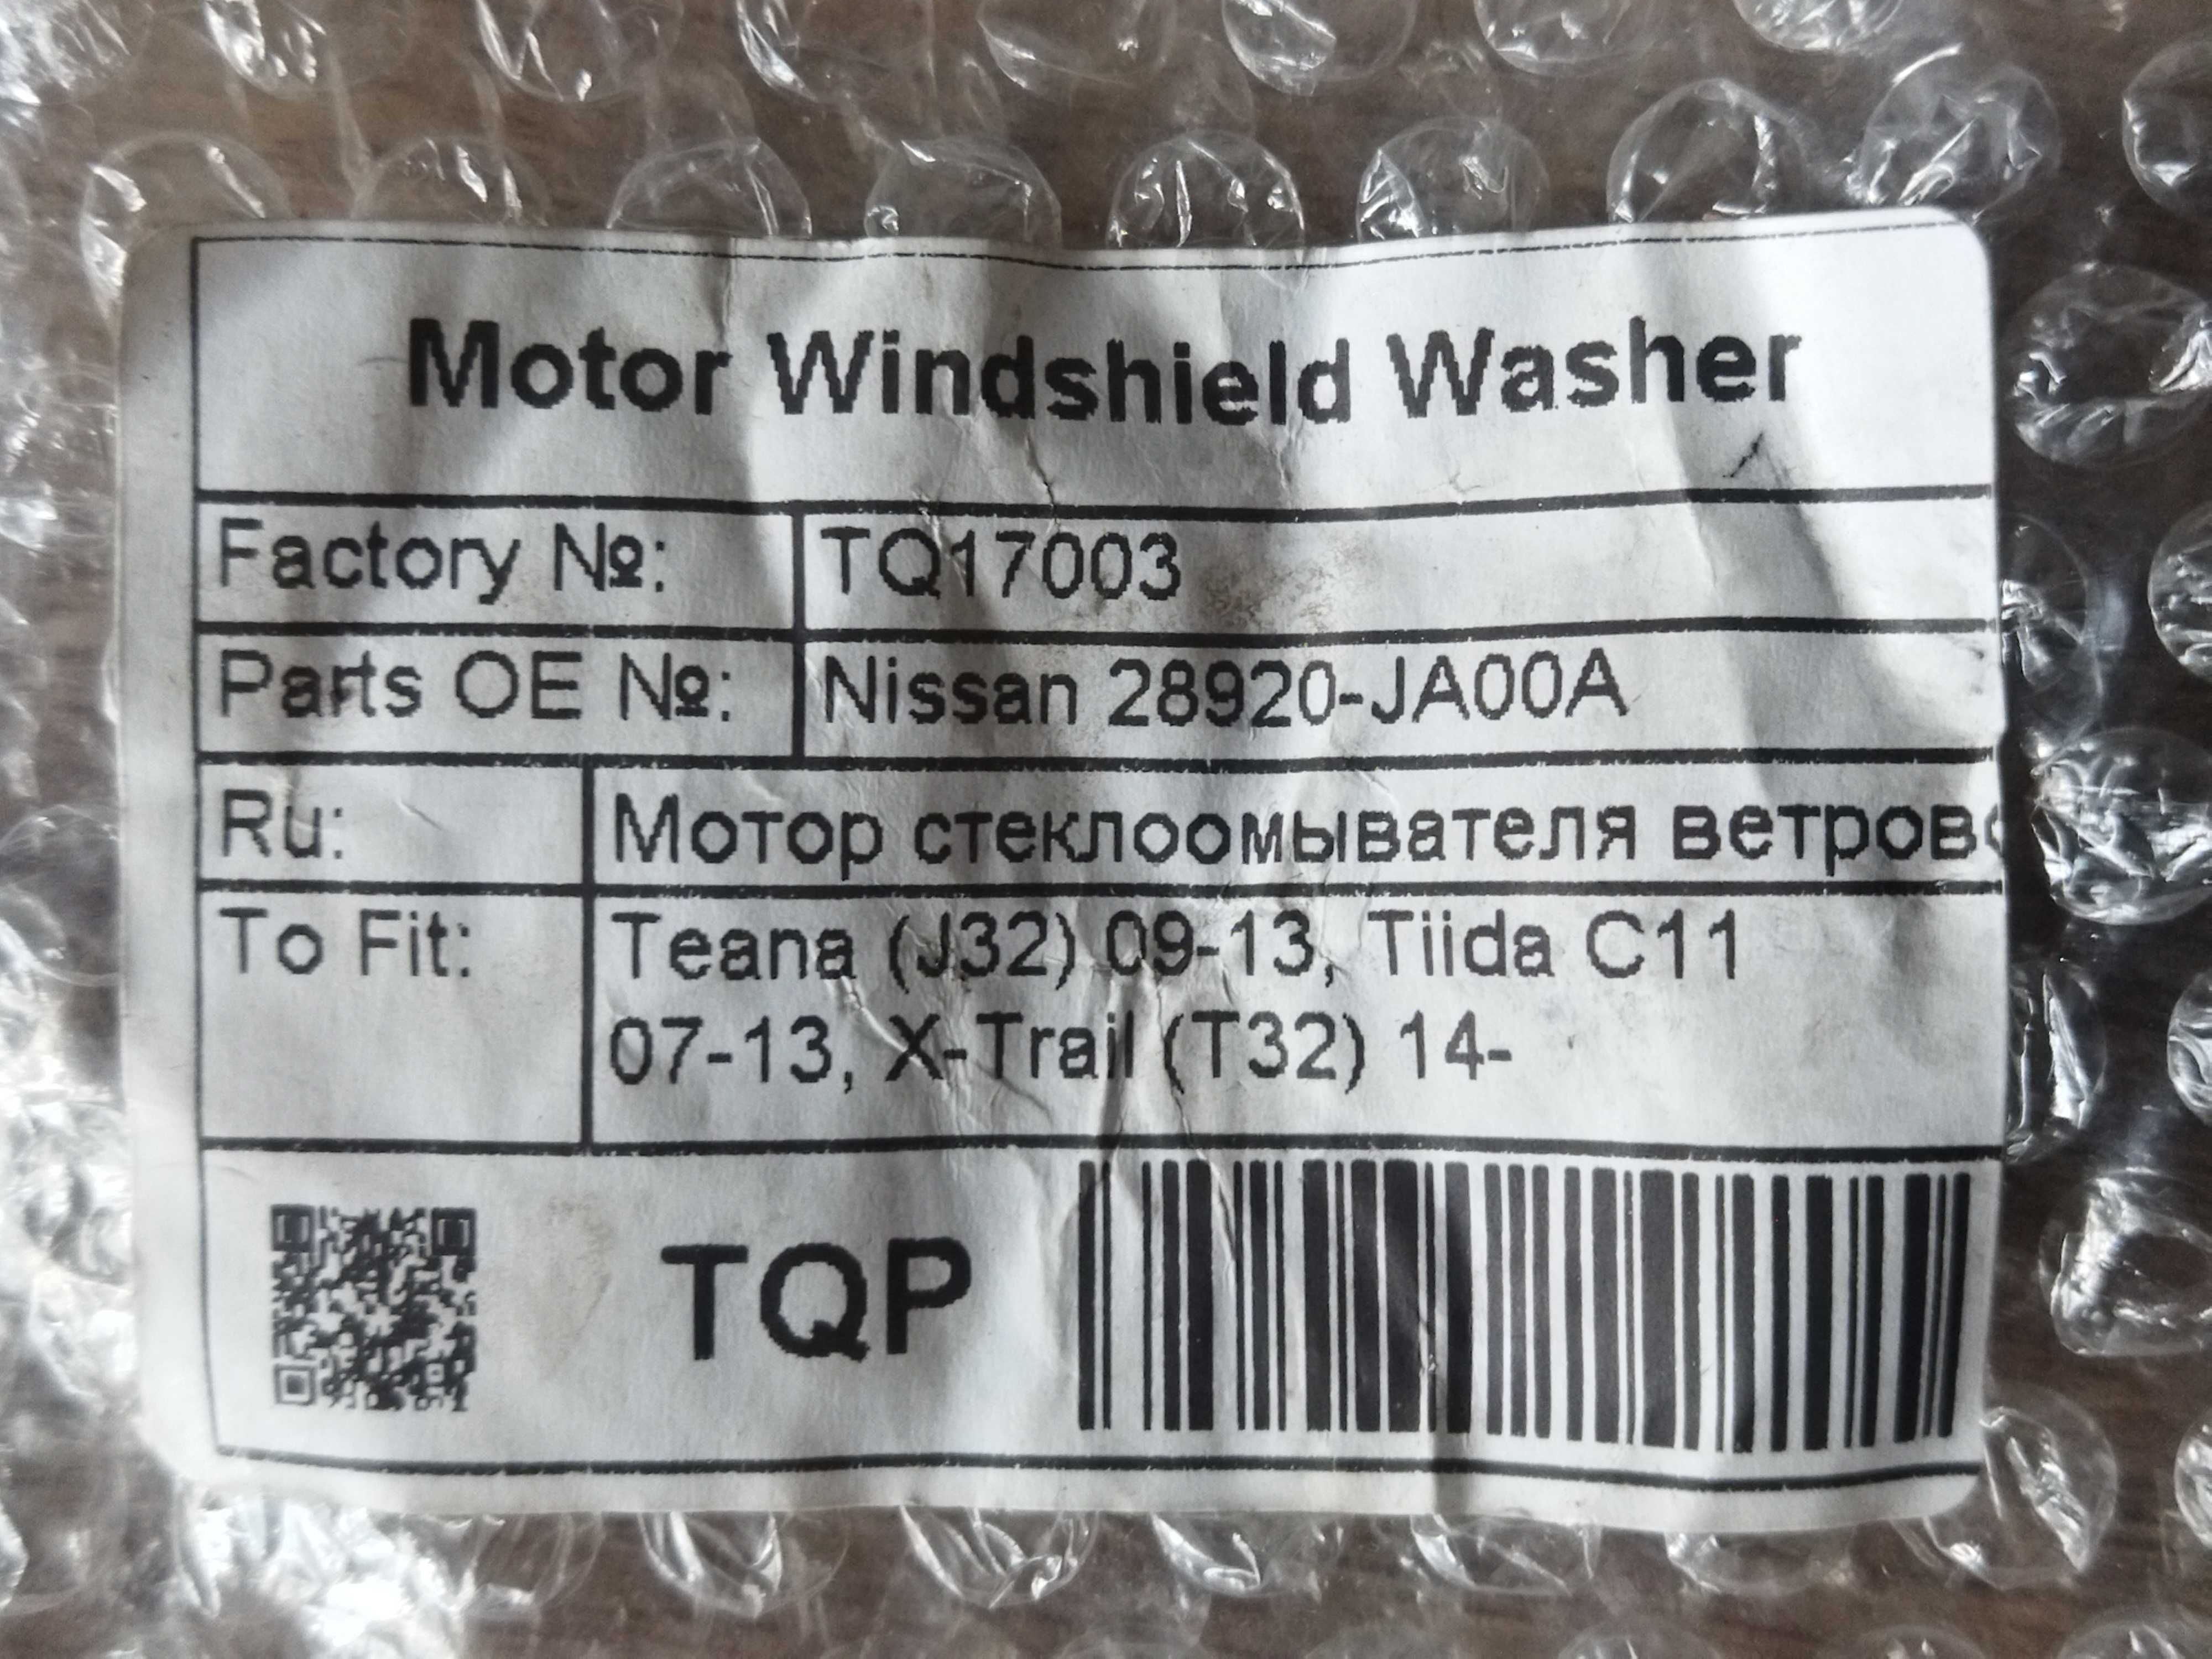 Motor Windshield Washer
Factory №: TQ17003
Parts OE №: Nissan 28920-JA00A
Ru: Мотор стеклоомывателя
To Fit: Teana (J32) 09-13, Tiida C11
07-13, X-Trail (T32) 14-
TQP